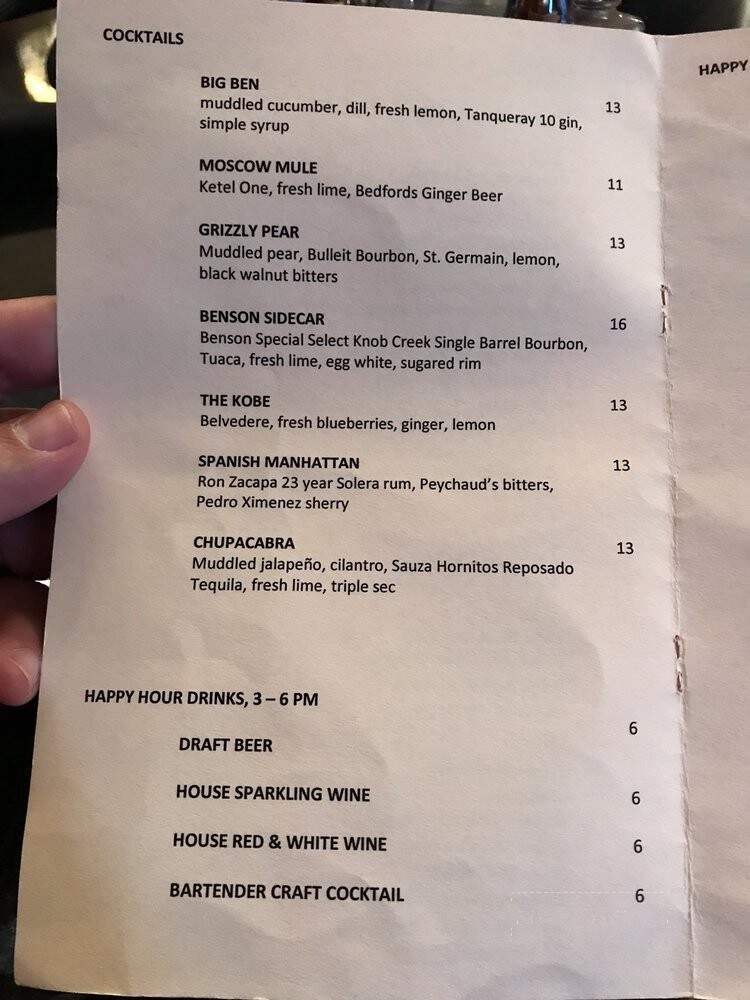 COCKTAILS
BIG BEN
muddled cucumber, dill, fresh lemon, Tanqueray 10 gin, 13
simple syrup
MOSCOW MULE
Ketel One, fresh lime, Bedfords Ginger Beer 11
GRIZZLY PEAR 13
Muddled pear, Bulleit Bourbon, St. Germain, lemon,
black walnut bitters
BENSON SIDECAR 16
Benson Special Select Knob Creek Single Barrel Bourbon,
Tuaca, fresh lime, egg white, sugared rim
THE KOBE 13
Belvedere, fresh blueberries, ginger, lemon
SPANISH MANHATTAN 13
Ron Zacapa 23 year Solera rum, Peychaud's bitters,
Pedro Ximenez sherry
CHUPACABRA 13
Muddled jalapeño, cilantro, Sauza Hornitos Reposado
Tequila, fresh lime, triple sec
HAPPY HOUR DRINKS, 3 – 6 PM
DRAFT BEER 6
HOUSE SPARKLING WINE 6
HOUSE RED & WHITE WINE 6
BARTENDER CRAFT COCKTAIL 6
HAPPY